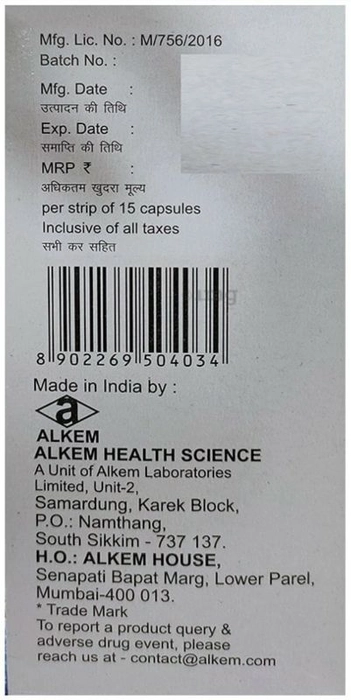 Mfg. Lic. No. : M/756/2016
Batch No. :
Mfg. Date :
उत्पादन की तिथि
Exp. Date :
समाप्ति की तिथि
MRP ₹ :
अधिकतम खुदरा मूल्य
per strip of 15 capsules
Inclusive of all taxes
सभी कर सहित
8 902269 504034
Made in India by :
a
ALKEM
ALKEM HEALTH SCIENCE
A Unit of Alkem Laboratories
Limited, Unit-2,
Samardung, Karek Block,
P.O.: Namthang,
South Sikkim - 737 137.
H.O.: ALKEM HOUSE,
Senapati Bapat Marg, Lower Parel,
Mumbai-400 013.
* Trade Mark
To report a product query &
adverse drug event, please
reach us at - contact@alkem.com